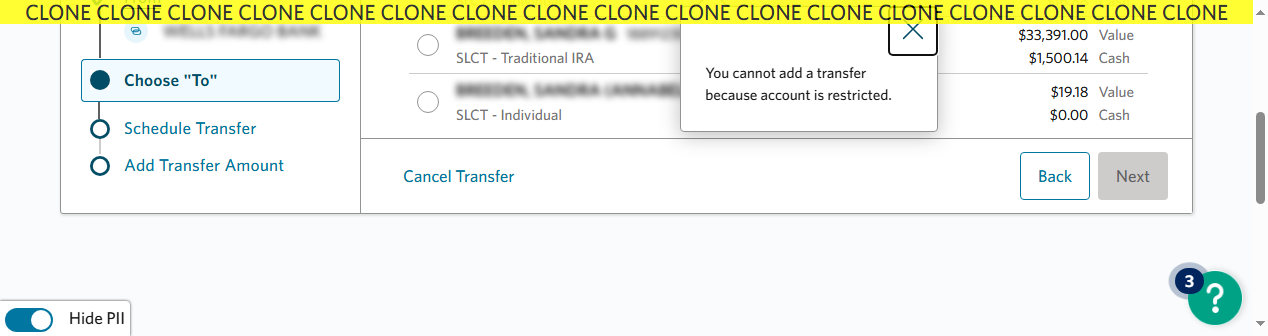 CLONE CLONE CLONE CLONE CLONE CLONE CLONE CLONE CLONE CLONE CLONE CLONE CLONE CLONE CLONE CLONE CLONE
$33,391.00 Value
SLCT - Traditional IRA
$1,500.14 Cash
You cannot add a transfer
because account is restricted.
Choose "To"
$19.18 Value
SLCT - Individual
$0.00 Cash
Schedule Transfer
Add Transfer Amount
Cancel Transfer
Back
Next
3
?
Hide PII